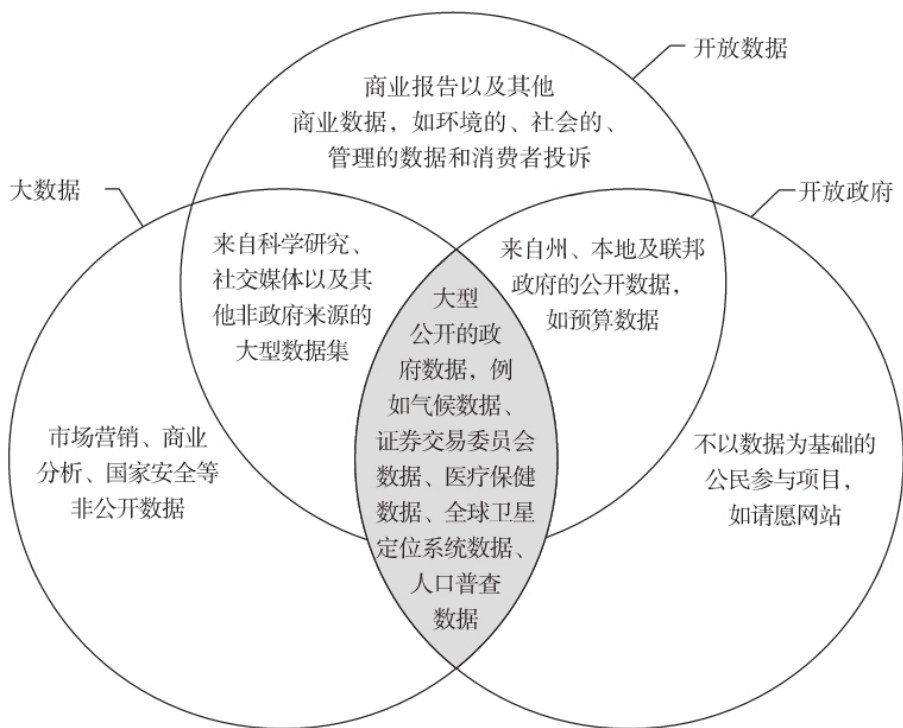 开放数据
商业报告以及其他
商业数据，如环境的、社会的、
管理的数据和消费者投诉
大数据
开放政府
来自科学研究、
社交媒体以及其
他非政府来源的
大型数据集
来自州、本地及联邦
政府的公开数据，
如预算数据
大型
公开的政
府数据，例
如气候数据、
证券交易委员会
数据、医疗保健
数据、全球卫星
定位系统数据、
人口普查
数据
市场营销、商业
分析、国家安全等
非公开数据
不以数据为基础的
公民参与项目，
如请愿网站